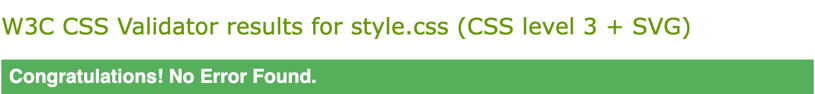 W3C CSS Validator results for style.css (CSS level 3 + SVG)
Congratulations! No Error Found.